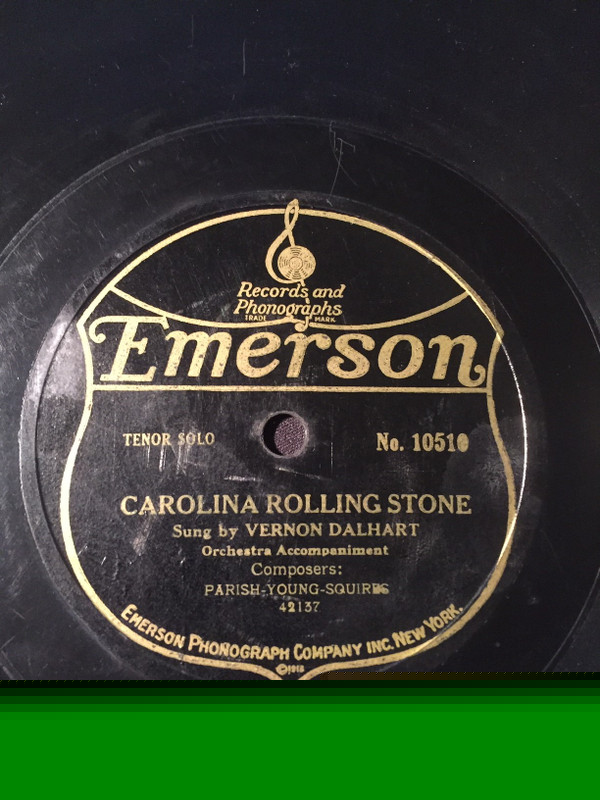 Records and
Phonographs
TRADE MARK
Emerson
TENOR SOLO
No. 10510
CAROLINA ROLLING STONE
Sung by VERNON DALHART
Orchestra Accompaniment
Composers:
PARISH-YOUNG-SQUIRES
42137
EMERSON PHONOGRAPH COMPANY INC. NEW YORK.
©1918